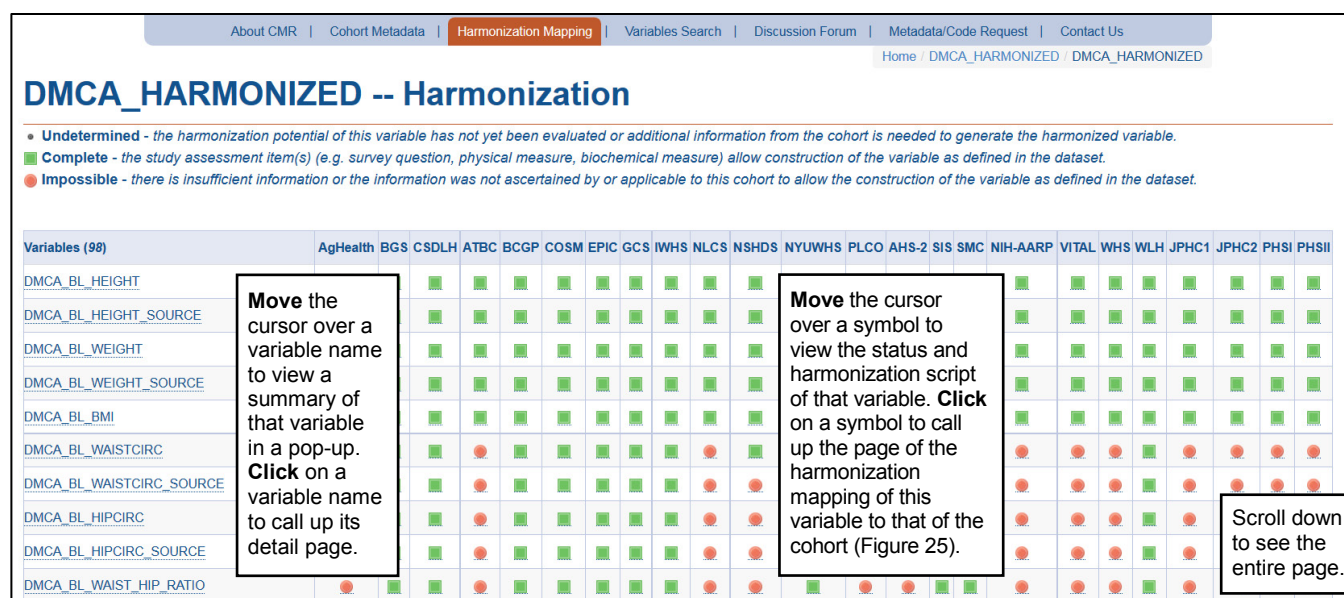 About CMR | Cohort Metadata | Harmonization Mapping | Variables Search | Discussion Forum | Metadata/Code Request | Contact Us
Home / DMCA_HARMONIZED / DMCA_HARMONIZED
DMCA_HARMONIZED -- Harmonization
• Undetermined - the harmonization potential of this variable has not yet been evaluated or additional information from the cohort is needed to generate the harmonized variable.
Complete - the study assessment item(s) (e.g. survey question, physical measure, biochemical measure) allow construction of the variable as defined in the dataset.
Impossible - there is insufficient information or the information was not ascertained by or applicable to this cohort to allow the construction of the variable as defined in the dataset.
Variables (98) AgHealth BGS CSDLH ATBC BCGP COSM EPIC GCS IWHS NLCS NSHDS NYUWHS PLCO AHS-2 SIS SMC NIH-AARP VITAL WHS WLH JPHC1 JPHC2 PHSI PHSII
DMCA_BL_HEIGHT
DMCA_BL_HEIGHT_SOURCE
DMCA_BL_WEIGHT
DMCA_BL_WEIGHT_SOURCE
DMCA_BL_BMI
DMCA_BL_WAISTCIRC
DMCA_BL_WAISTCIRC_SOURCE
DMCA_BL_HIPCIRC
DMCA_BL_HIPCIRC_SOURCE
DMCA_BL_WAIST_HIP_RATIO
Move the
cursor over a
variable name
to view a
summary of
that variable
in a pop-up.
Click on a
variable name
to call up its
detail page.
Move the cursor
over a symbol to
view the status and
harmonization script
of that variable. Click
on a symbol to call
up the page of the
harmonization
mapping of this
variable to that of the
cohort (Figure 25).
Scroll down
to see the
entire page.